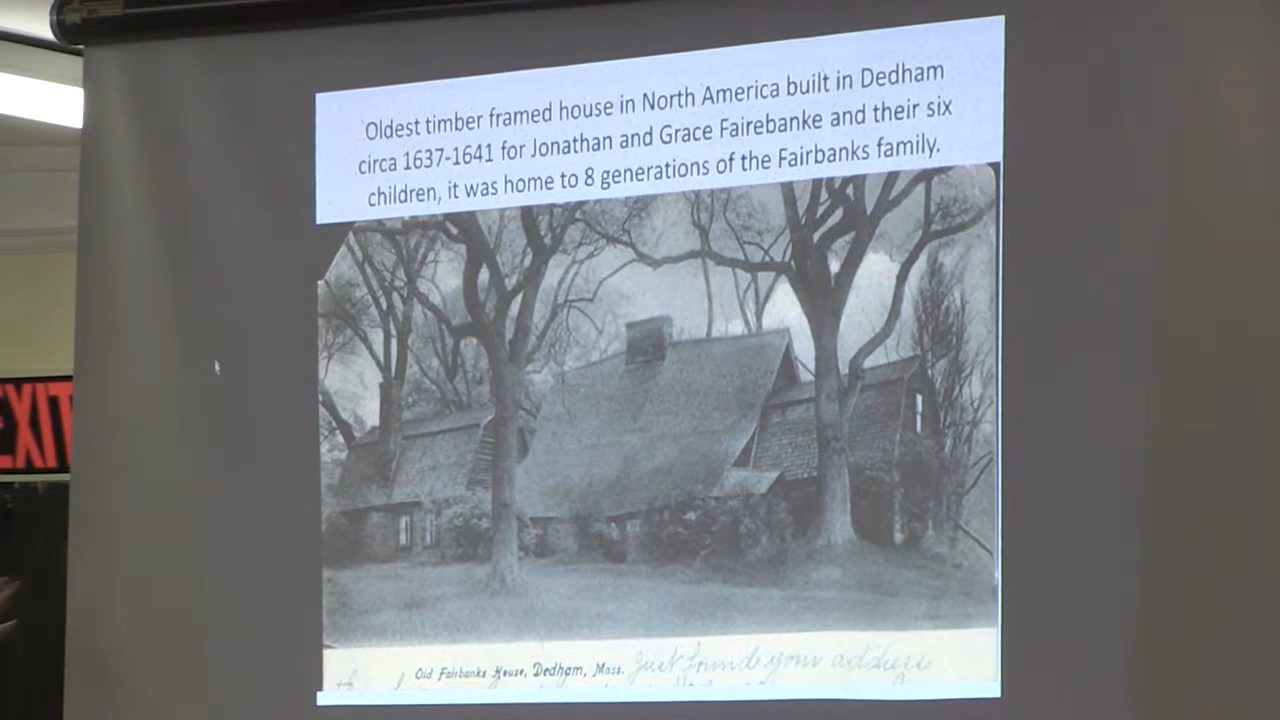 Oldest timber framed house in North America built in Dedham
circa 1637-1641 for Jonathan and Grace Fairebanke and their six
children, it was home to 8 generations of the Fairbanks family.
EXIT
Old Fairbanks House, Dedham, Mass. Just found your address